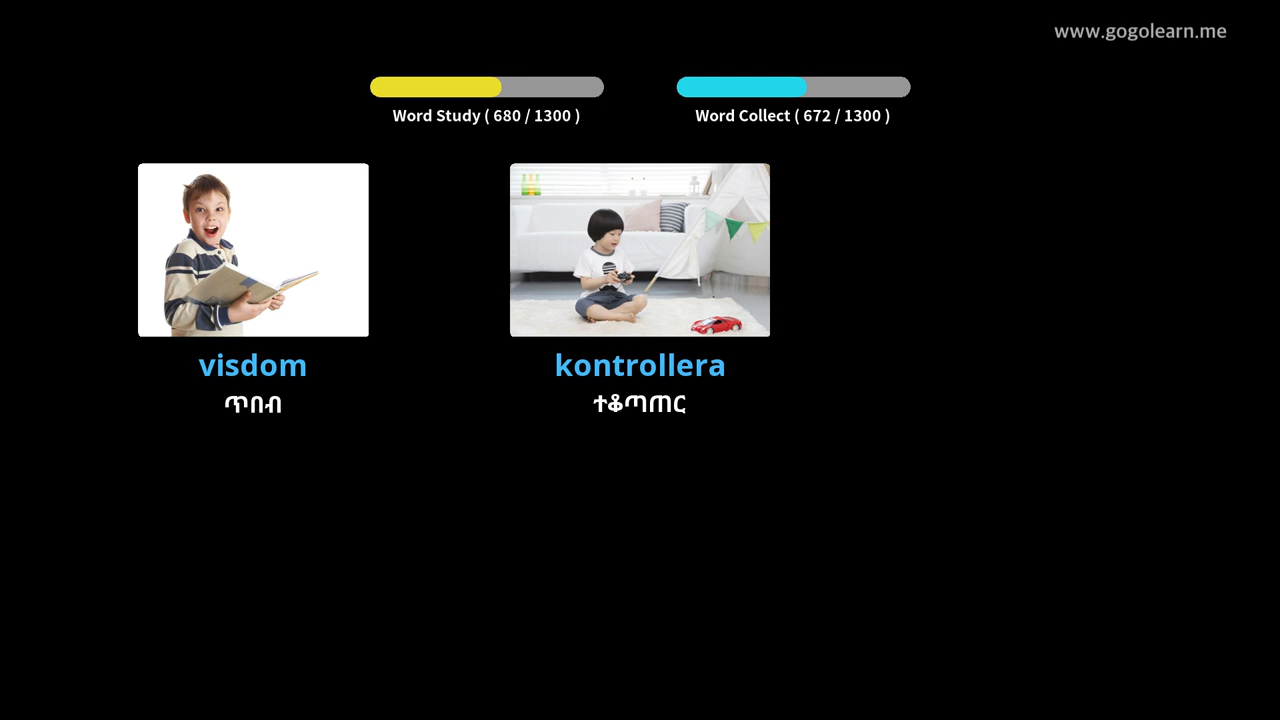 www.gogolearn.me
Word Study ( 680 / 1300 )
Word Collect ( 672 / 1300 )
visdom
ጥበብ
kontrollera
ተቆጣጠር